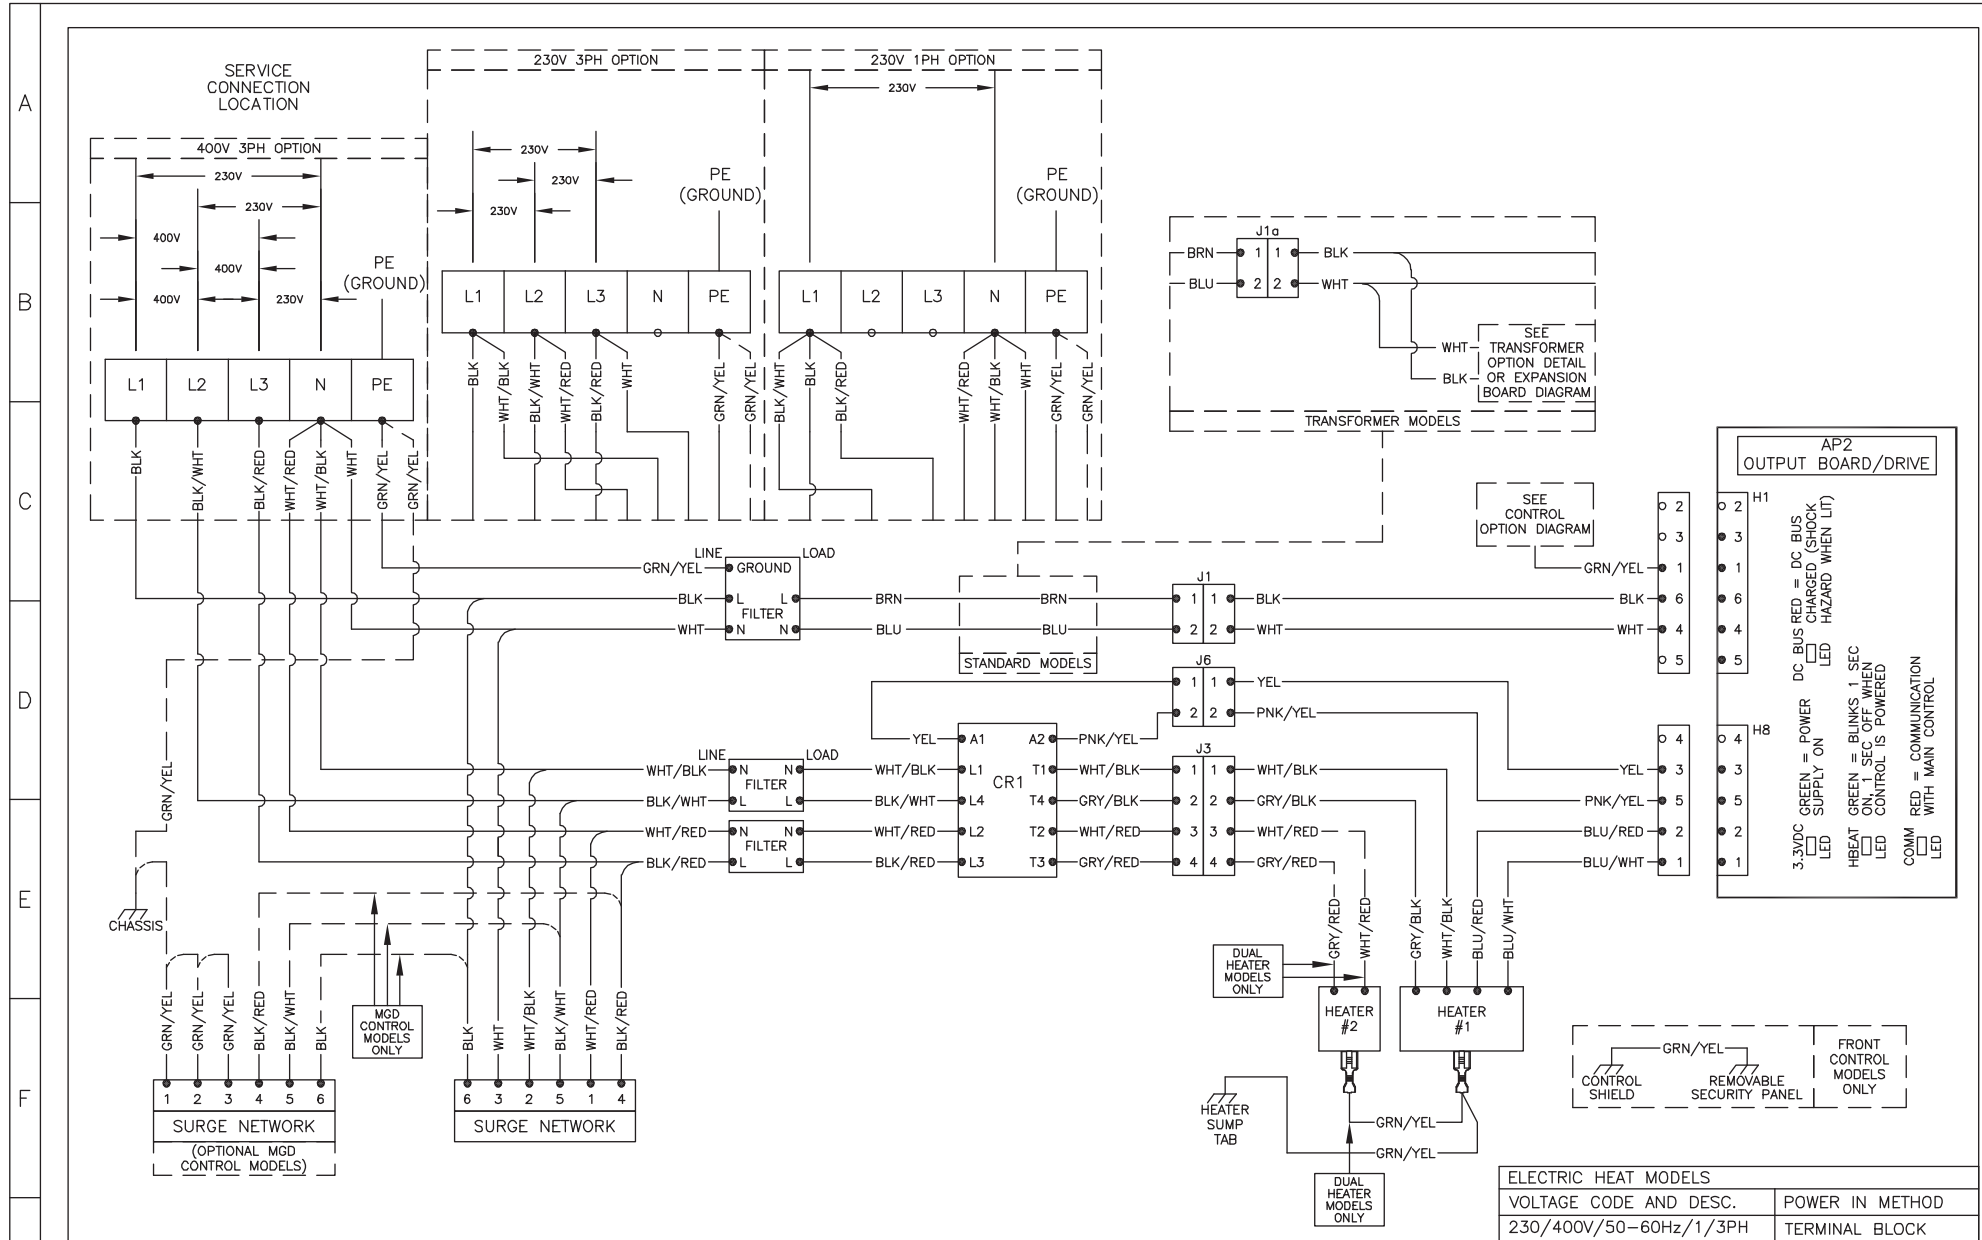 A
B
C
D
E
F
SERVICE
CONNECTION
LOCATION
400V 3PH OPTION
230V
230V
400V
400V
400V
230V
PE
(GROUND)
L1
L2
L3
N
PE
BLK
BLK/WHT
BLK/RED
WHT/RED
WHT/BLK
WHT
GRN/YEL
GRN/YEL
230V 3PH OPTION
230V
230V
230V
PE
(GROUND)
L1
L2
L3
N
PE
BLK
WHT/BLK
BLK/WHT
WHT/RED
BLK/RED
WHT
GRN/YEL
GRN/YEL
230V 1PH OPTION
230V
PE
(GROUND)
L1
L2
L3
N
PE
BLK/WHT
BLK
BLK/RED
WHT/RED
WHT/BLK
WHT
GRN/YEL
GRN/YEL
J1a
BRN
1
1
BLK
BLU
2
2
WHT
WHT
BLK
SEE
TRANSFORMER
OPTION DETAIL
OR EXPANSION
BOARD DIAGRAM
TRANSFORMER MODELS
LINE
LOAD
GRN/YEL
GROUND
BLK
L
L
BRN
FILTER
WHT
N
N
BLU
BRN
BLU
STANDARD MODELS
J1
1
1
BLK
2
2
WHT
SEE
CONTROL
OPTION DIAGRAM
GRN/YEL
BLK
WHT
2
3
1
6
4
5
AP2
OUTPUT BOARD/DRIVE
H1
2
3
1
6
4
5
DC BUS
LED
RED = DC BUS
CHARGED (SHOCK
HAZARD WHEN LIT)
J6
1
1
YEL
2
2
PNK/YEL
LINE
LOAD
WHT/BLK
N
N
WHT/BLK
FILTER
BLK/WHT
L
L
BLK/WHT
WHT/RED
N
N
WHT/RED
FILTER
BLK/RED
L
L
BLK/RED
YEL
A1
A2
PNK/YEL
L1
T1
WHT/BLK
CR1
L4
T4
GRY/BLK
L2
T2
WHT/RED
L3
T3
GRY/RED
J3
1
1
WHT/BLK
2
2
GRY/BLK
3
3
WHT/RED
4
4
GRY/RED
YEL
PNK/YEL
BLU/RED
BLU/WHT
4
3
5
2
1
H8
4
3
5
2
1
3.3VDC
LED
GREEN = POWER
SUPPLY ON
HBEAT
LED
GREEN = BLINKS 1 SEC
ON, 1 SEC OFF WHEN
CONTROL IS POWERED
COMM
LED
RED = COMMUNICATION
WITH MAIN CONTROL
GRN/YEL
CHASSIS
GRN/YEL
GRN/YEL
GRN/YEL
BLK/RED
BLK/WHT
BLK
1
2
3
4
5
6
SURGE NETWORK
(OPTIONAL MGD
CONTROL MODELS)
MGD
CONTROL
MODELS
ONLY
BLK
WHT
WHT/BLK
BLK/WHT
WHT/RED
BLK/RED
6
3
2
5
1
4
SURGE NETWORK
DUAL
HEATER
MODELS
ONLY
GRY/RED
WHT/RED
GRY/BLK
WHT/BLK
BLU/RED
BLU/WHT
HEATER
#2
HEATER
#1
HEATER
SUMP
TAB
GRN/YEL
GRN/YEL
DUAL
HEATER
MODELS
ONLY
GRN/YEL
CONTROL
SHIELD
REMOVABLE
SECURITY PANEL
FRONT
CONTROL
MODELS
ONLY
ELECTRIC HEAT MODELS
VOLTAGE CODE AND DESC.
POWER IN METHOD
230/400V/50-60Hz/1/3PH
TERMINAL BLOCK